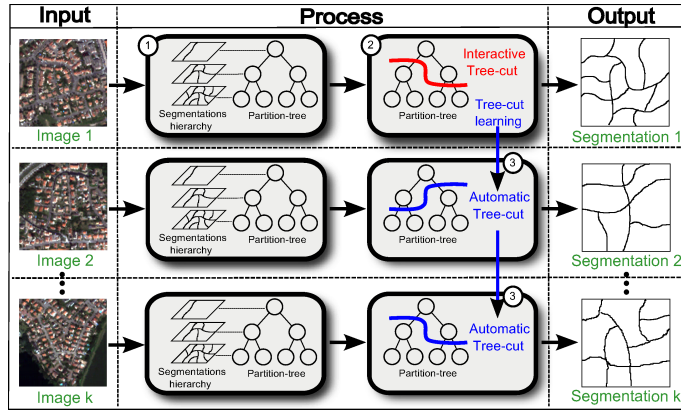 Input
Process
Output
1
2
Interactive
Tree-cut
Segmentations
hierarchy
Partition-tree
Partition-tree
Tree-cut
learning
Image 1
Segmentation 1
3
Segmentations
hierarchy
Partition-tree
Partition-tree
Automatic
Tree-cut
Image 2
Segmentation 2
3
Segmentations
hierarchy
Partition-tree
Partition-tree
Automatic
Tree-cut
Image k
Segmentation k